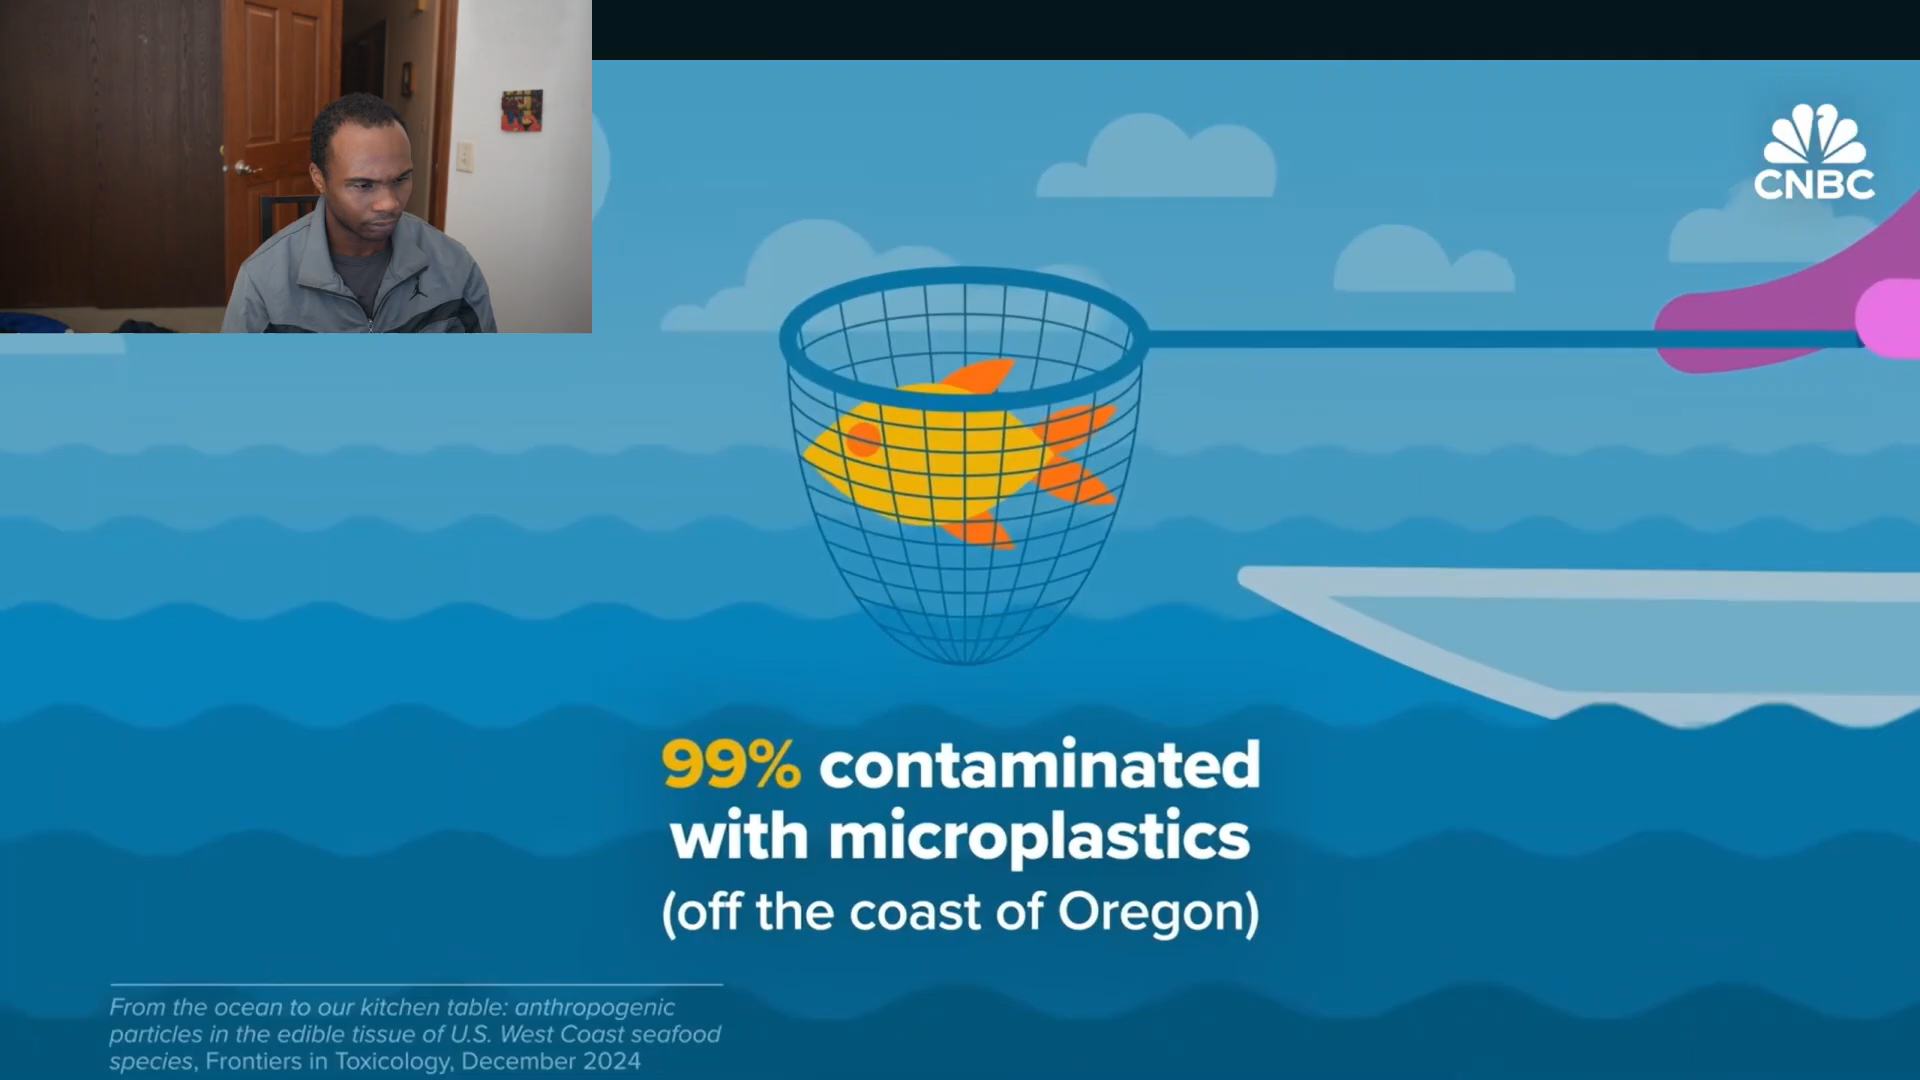 CNBC
99% contaminated
with microplastics
(off the coast of Oregon)
From the ocean to our kitchen table: anthropogenic
particles in the edible tissue of U.S. West Coast seafood
species, Frontiers in Toxicology, December 2024